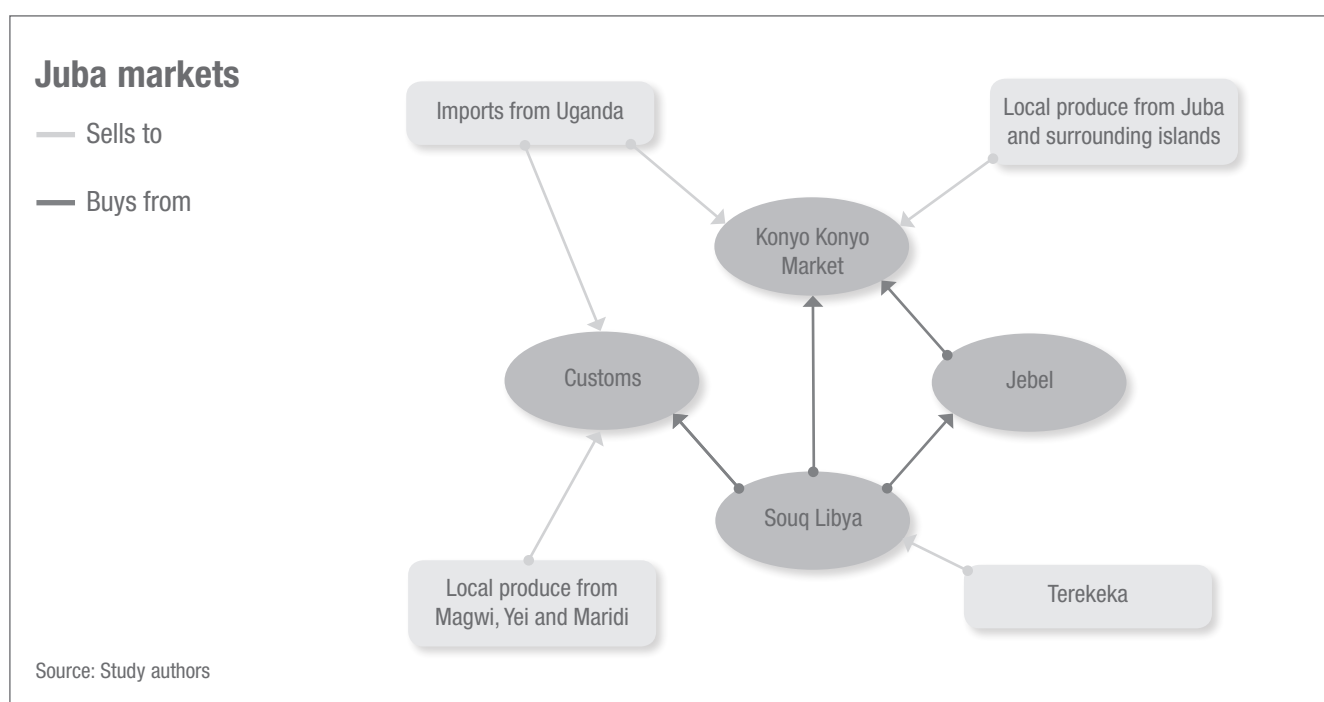 Juba markets
Sells to
Buys from
Imports from Uganda
Local produce from Juba
and surrounding islands
Konyo Konyo
Market
Customs
Jebel
Souq Libya
Local produce from
Magwi, Yei and Maridi
Terekeka
Source: Study authors